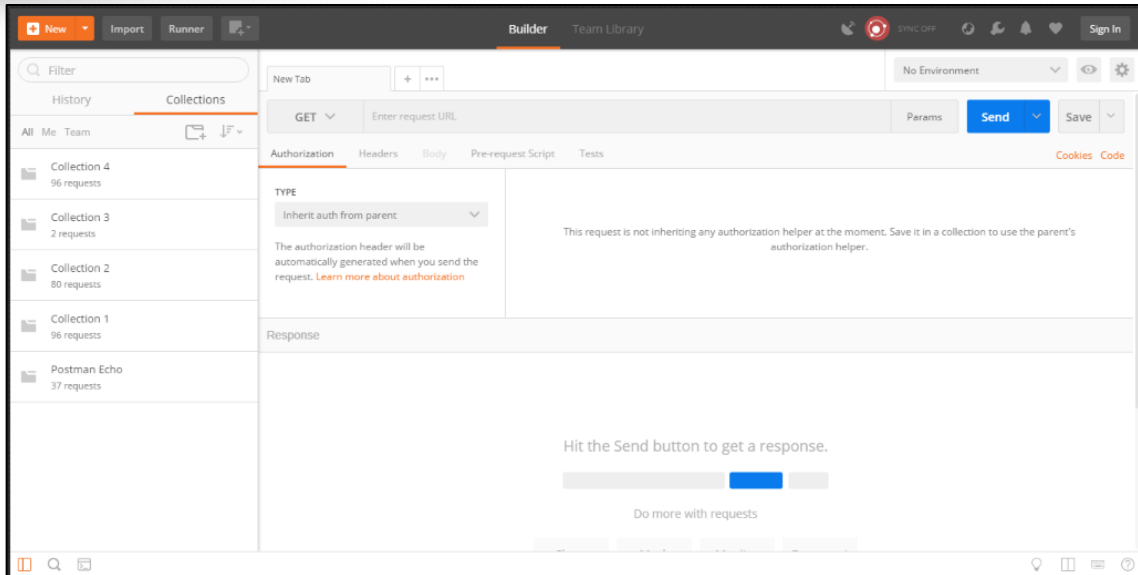 New Import Runner Builder Team Library SYNC OFF Sign In
Filter
History Collections
All Me Team
Collection 4
96 requests
Collection 3
2 requests
Collection 2
80 requests
Collection 1
96 requests
Postman Echo
37 requests
New Tab
No Environment
GET Enter request URL Params Send Save
Authorization Headers Body Pre-request Script Tests Cookies Code
TYPE
Inherit auth from parent
The authorization header will be
automatically generated when you send the
request. Learn more about authorization
This request is not inheriting any authorization helper at the moment. Save it in a collection to use the parent's
authorization helper.
Response
Hit the Send button to get a response.
Do more with requests